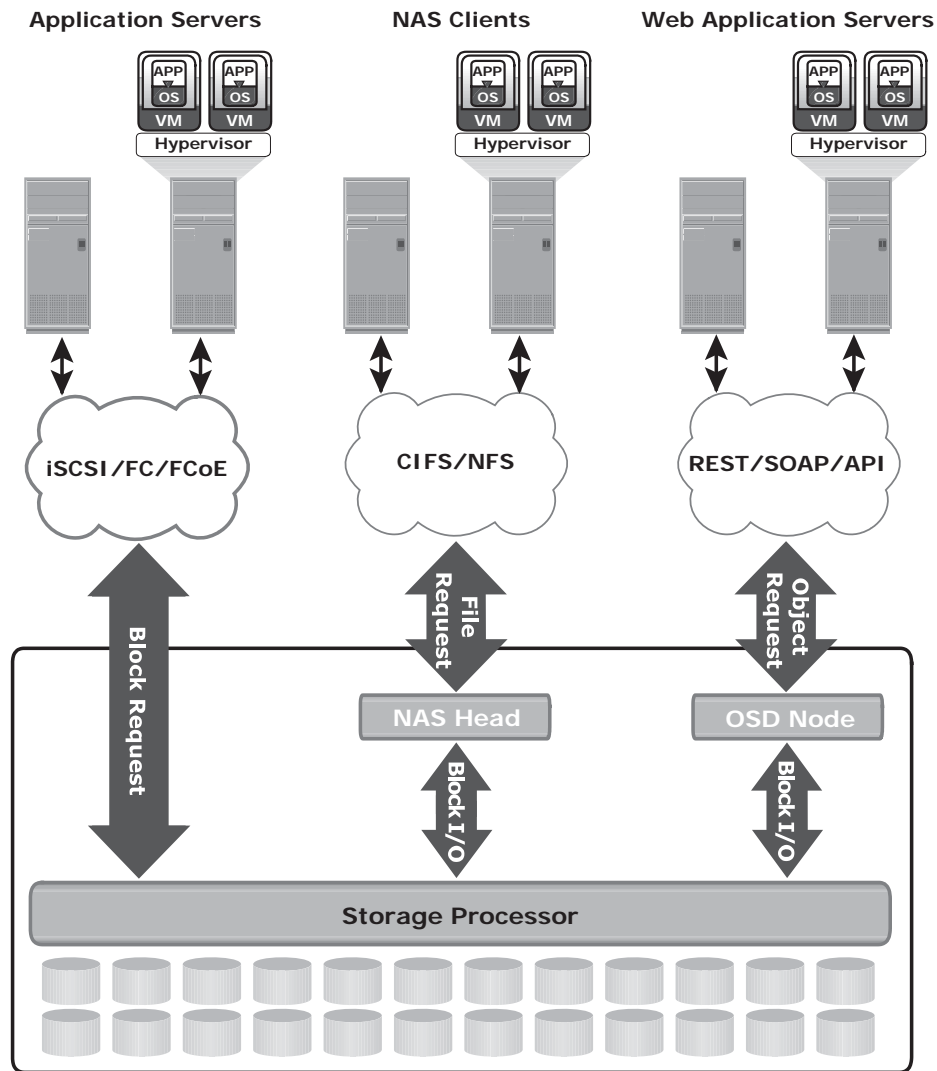 Application Servers
NAS Clients
Web Application Servers
APP APP
OS OS
VM VM
Hypervisor
APP APP
OS OS
VM VM
Hypervisor
APP APP
OS OS
VM VM
Hypervisor
iSCSI/FC/FCoE
CIFS/NFS
REST/SOAP/API
Block Request
File
Request
Object
Request
NAS Head
OSD Node
Block I/O
Block I/O
Storage Processor